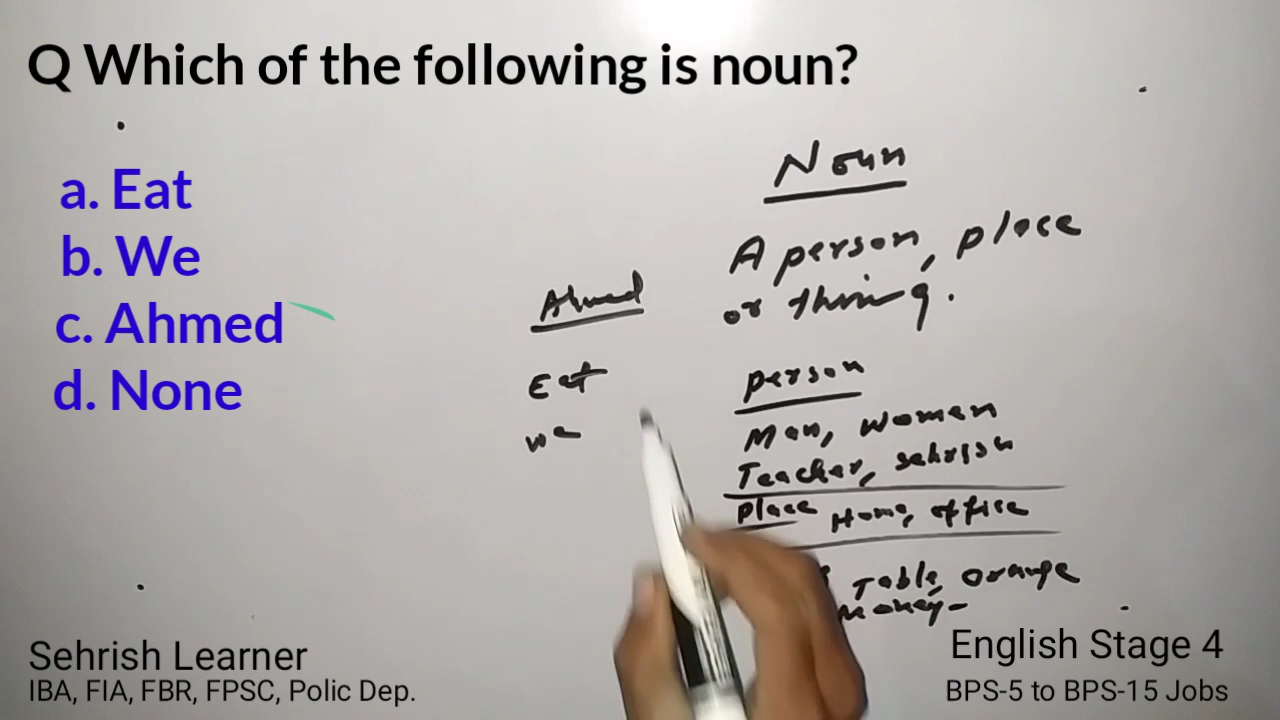 Q Which of the following is noun?
a. Eat
b. We
c. Ahmed
d. None
Noun
A person, place
or thing.
Ahmed
Eat
we
person
Man, women
Teacher, sehrish
place Home, office
Table, orange
Money-
Sehrish Learner
IBA, FIA, FBR, FPSC, Polic Dep.
English Stage 4
BPS-5 to BPS-15 Jobs